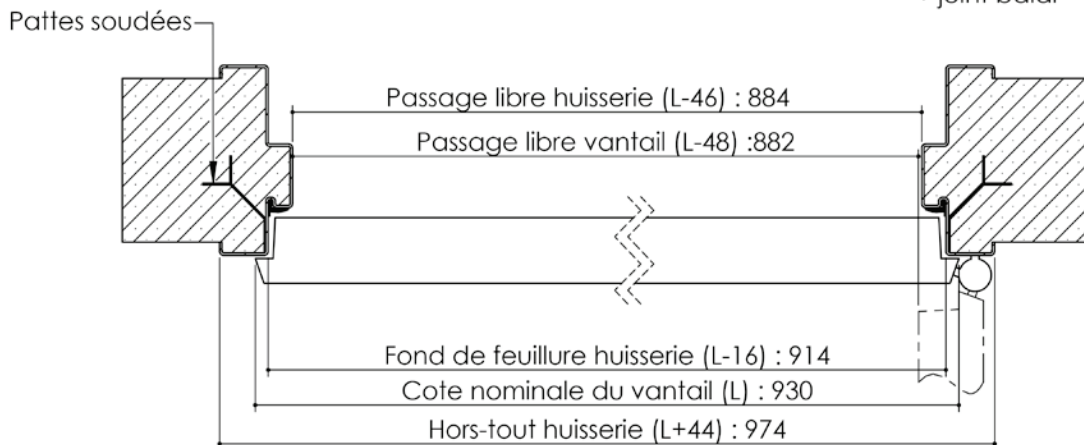 Pattes soudées
Passage libre huisserie (L-46) : 884
Passage libre vantail (L-48) :882
Fond de feuillure huisserie (L-16) : 914
Cote nominale du vantail (L) : 930
Hors-tout huisserie (L+44) : 974